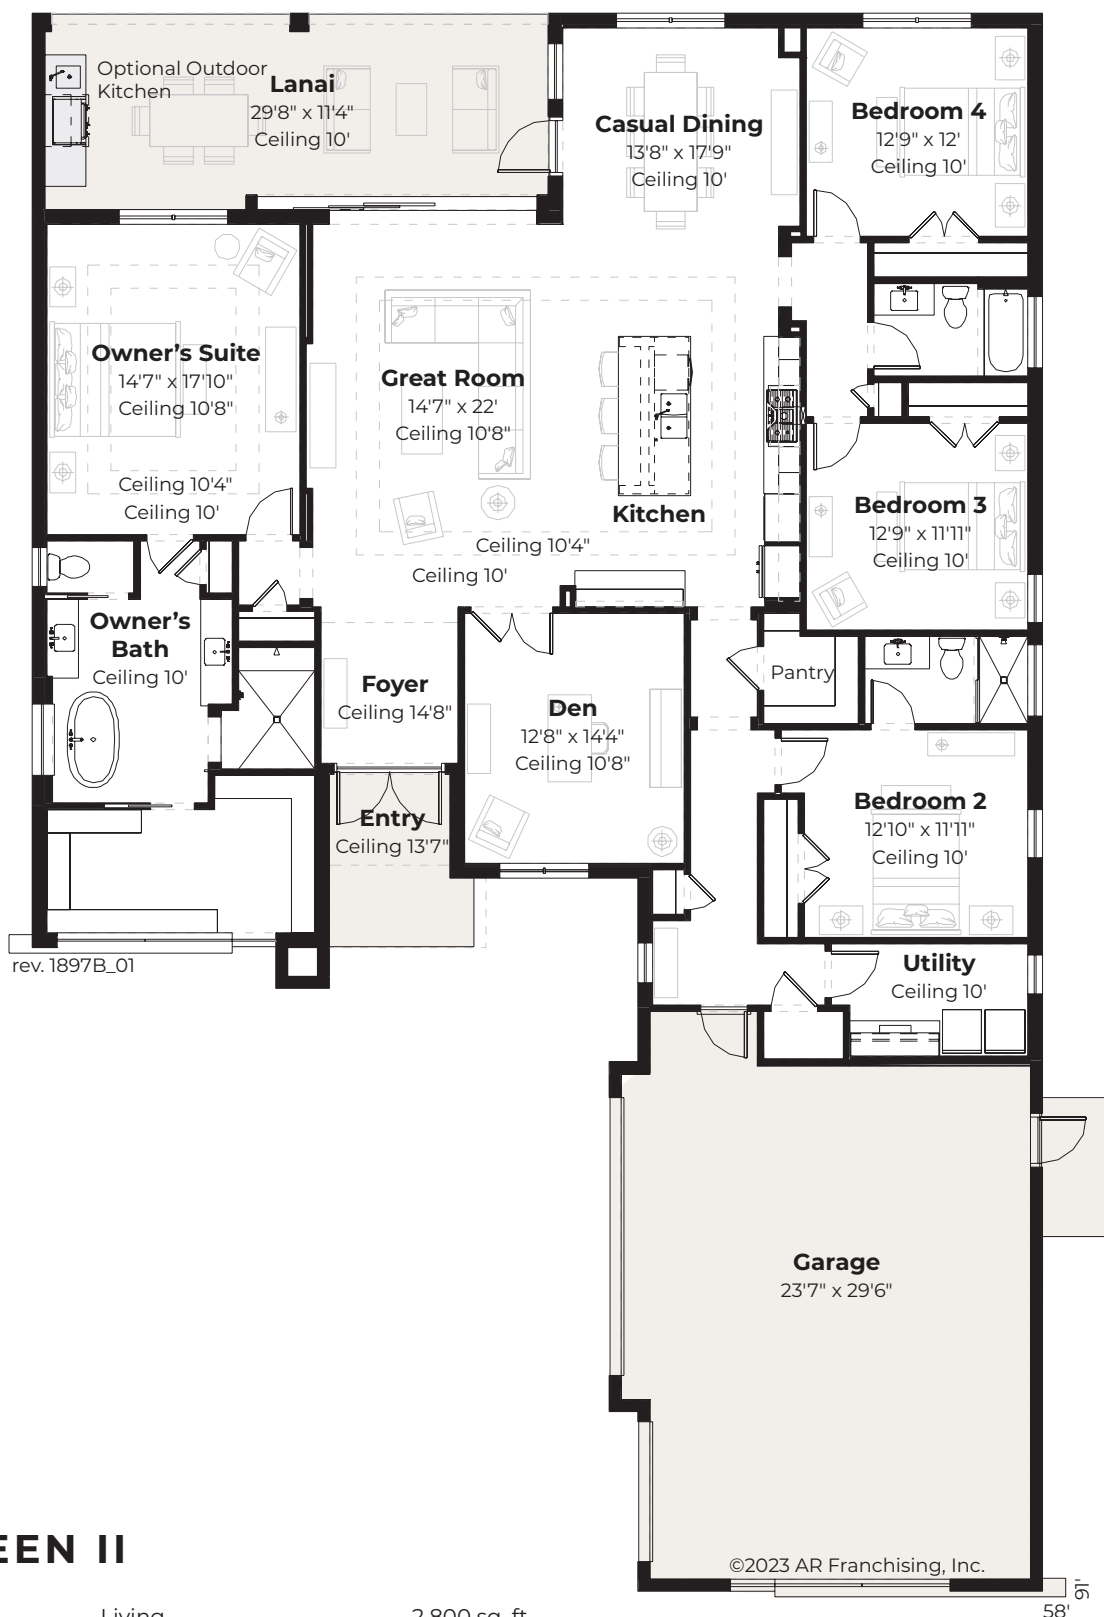 Optional Outdoor
Kitchen
Lanai
29'8" x 11'4"
Ceiling 10'
Casual Dining
13'8" x 17'9"
Ceiling 10'
Bedroom 4
12'9" x 12'
Ceiling 10'
Owner's Suite
14'7" x 17'10"
Ceiling 10'8"
Ceiling 10'4"
Ceiling 10'
Great Room
14'7" x 22'
Ceiling 10'8"
Kitchen
Ceiling 10'4"
Ceiling 10'
Bedroom 3
12'9" x 11'11"
Ceiling 10'
Owner's
Bath
Ceiling 10'
Foyer
Ceiling 14'8"
Den
12'8" x 14'4"
Ceiling 10'8"
Pantry
Entry
Ceiling 13'7"
Bedroom 2
12'10" x 11'11"
Ceiling 10'
rev. 1897B_01
Utility
Ceiling 10'
Garage
23'7" x 29'6"
©2023 AR Franchising, Inc.
91'
58'
EEN II
Living 2,800 sq. ft.